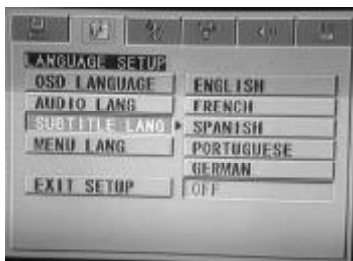 LANGUAGE SETUP
OSD LANGUAGE
AUDIO LANG
SUBTITLE LANG
MENU LANG
EXIT SETUP
ENGLISH
FRENCH
SPANISH
PORTUGUESE
GERMAN
OFF